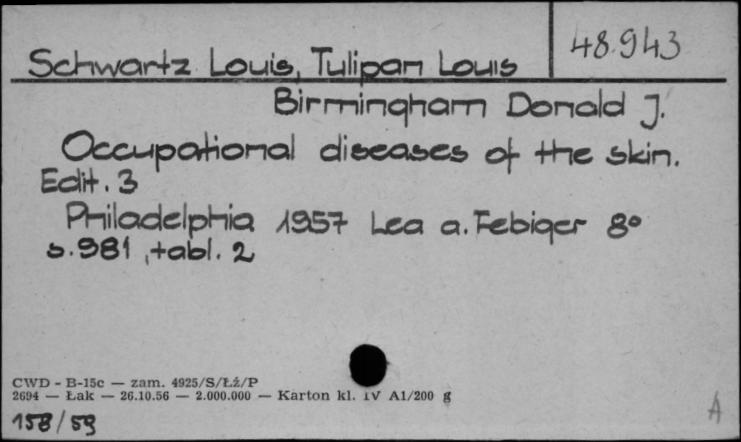 Schwartz Louis, Tulipan Louis
48.943
Birmingham Donald J.
Occupational diseases of the skin.
Edit. 3
Philadelphia 1957 Lea a. Febiger 8°
s. 981, tabl. 2
CWD - B-15c — zam. 4925/S/Łź/P
2694 — Łak — 26.10.56 — 2.000.000 — Karton kl. IV A1/200 g
158/59
A